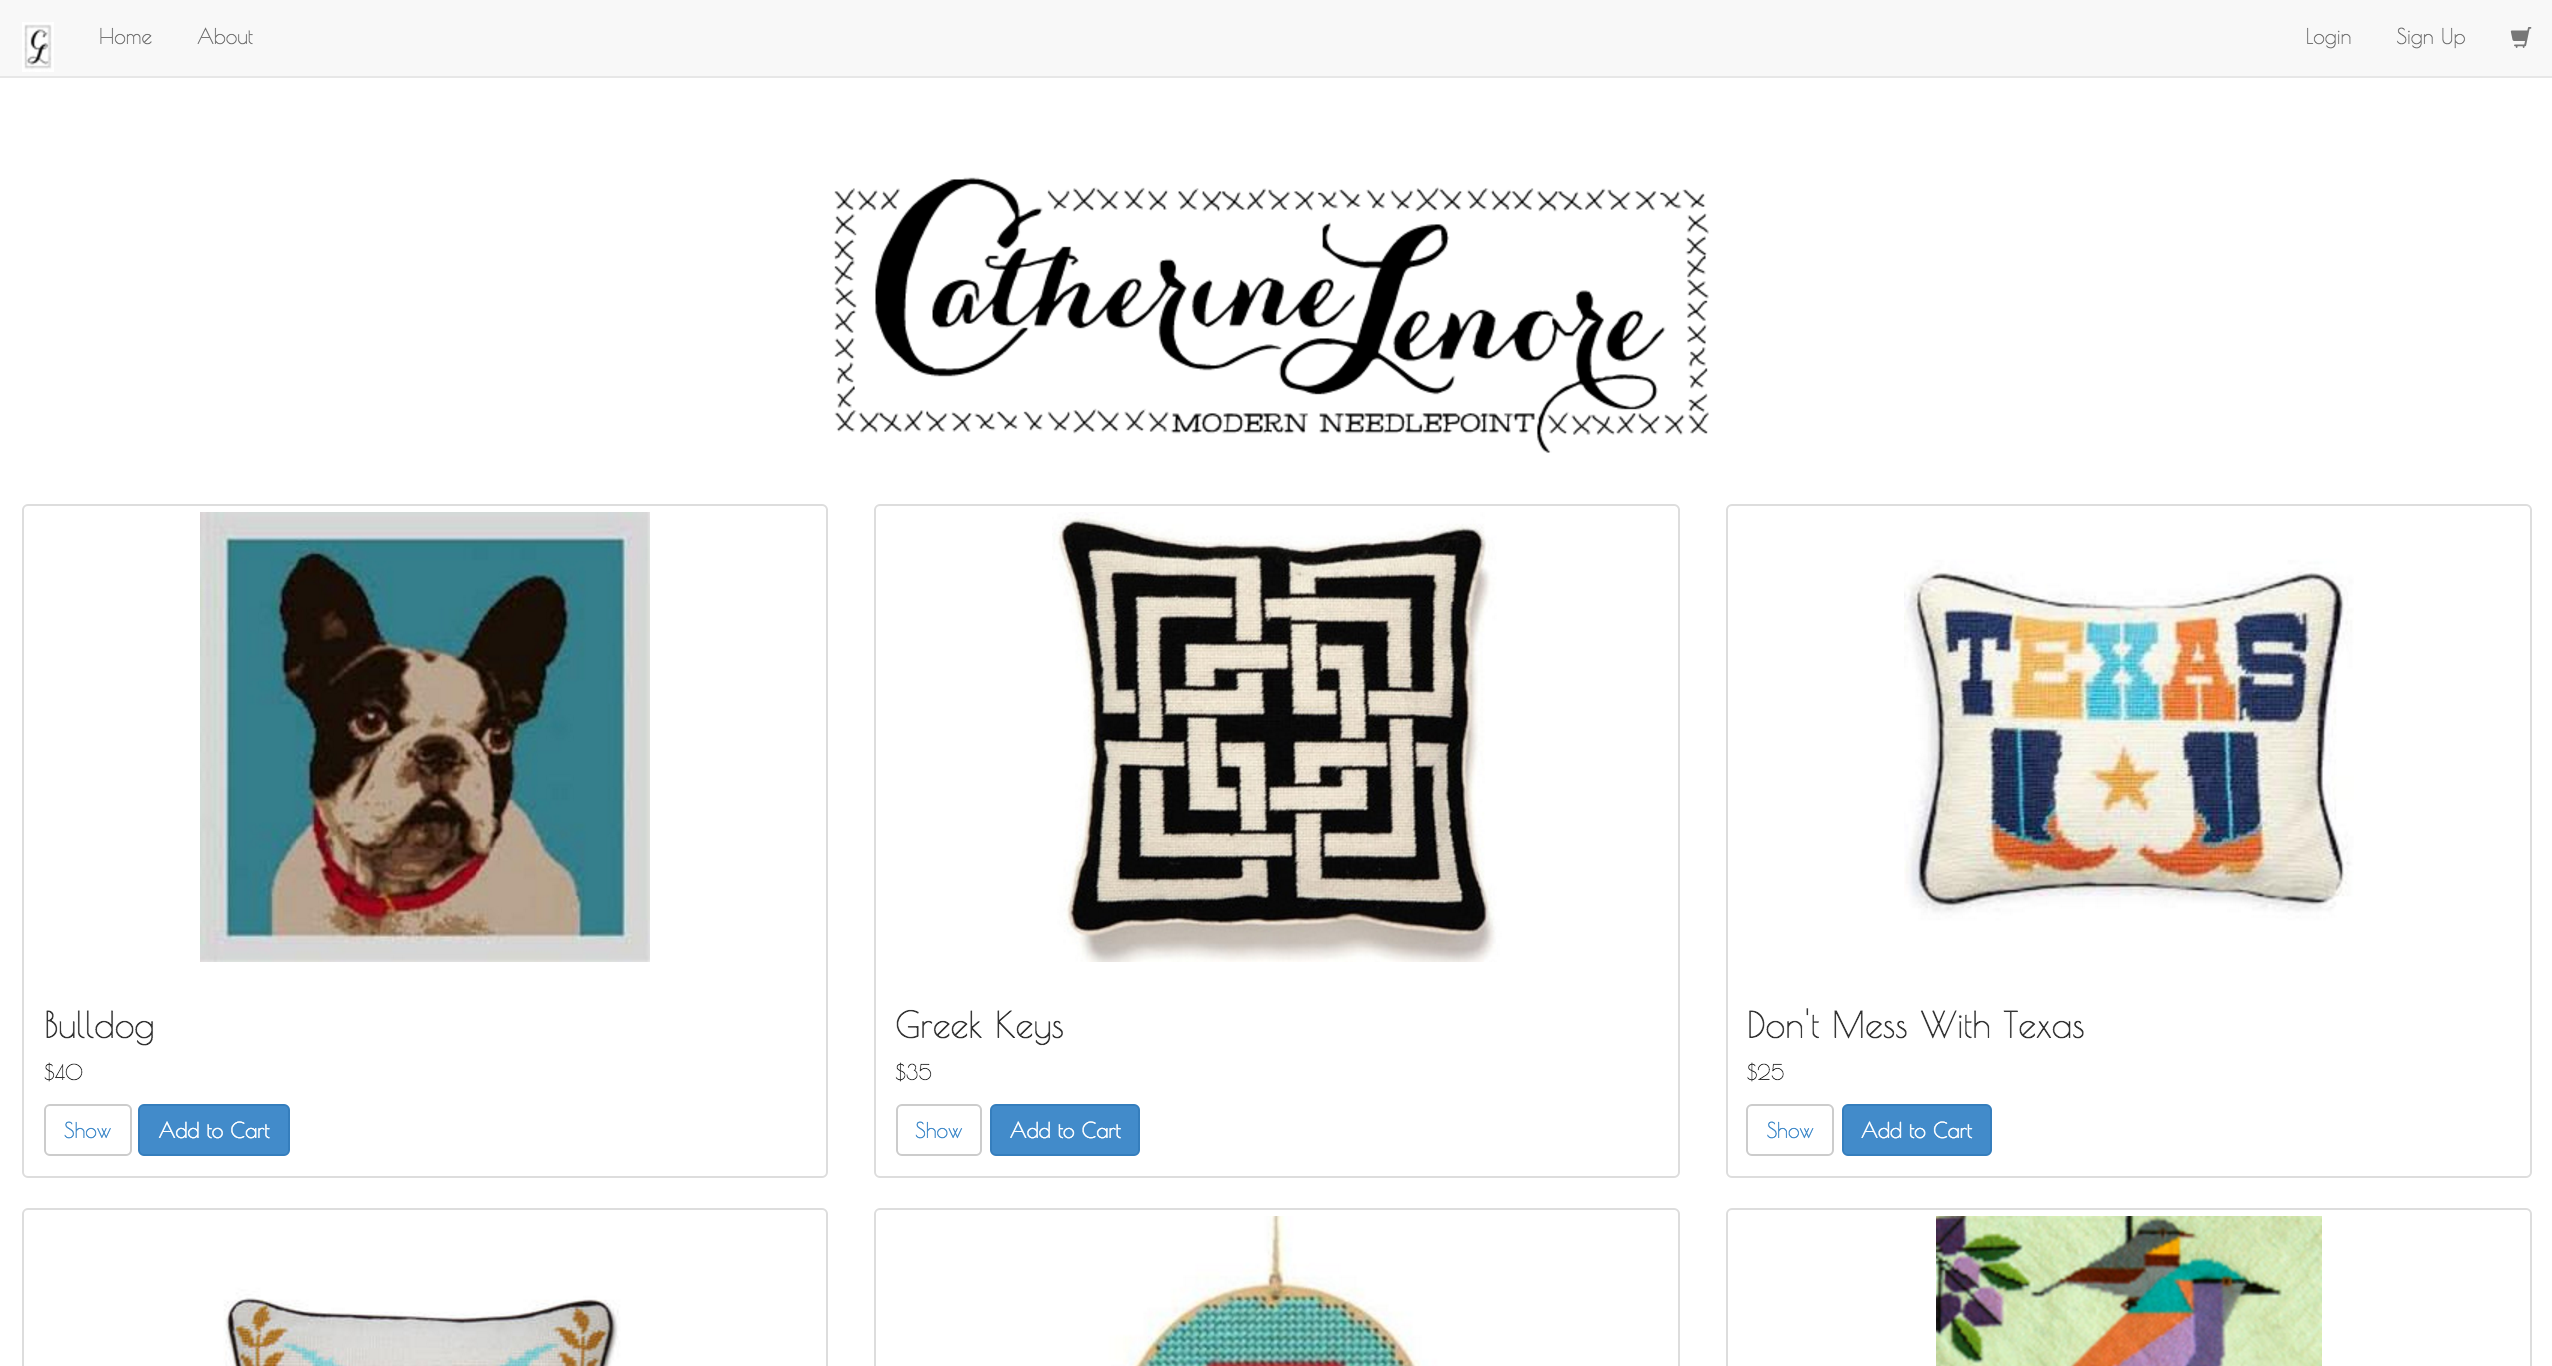 CL Home About Login Sign Up
Catherine Lenore
MODERN NEEDLEPOINT
TEXAS
Bulldog
$40
Show Add to Cart
Greek Keys
$35
Show Add to Cart
Don't Mess With Texas
$25
Show Add to Cart